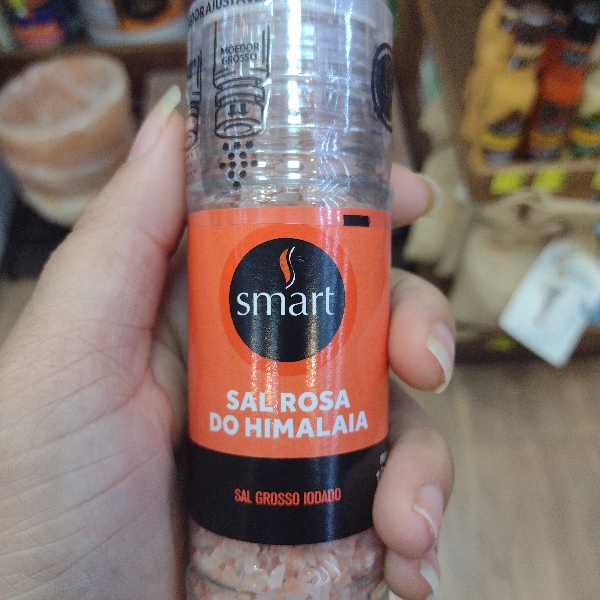 MOEDOR
GROSSO
smart
SAL ROSA
DO HIMALAIA
SAL GROSSO IODADO